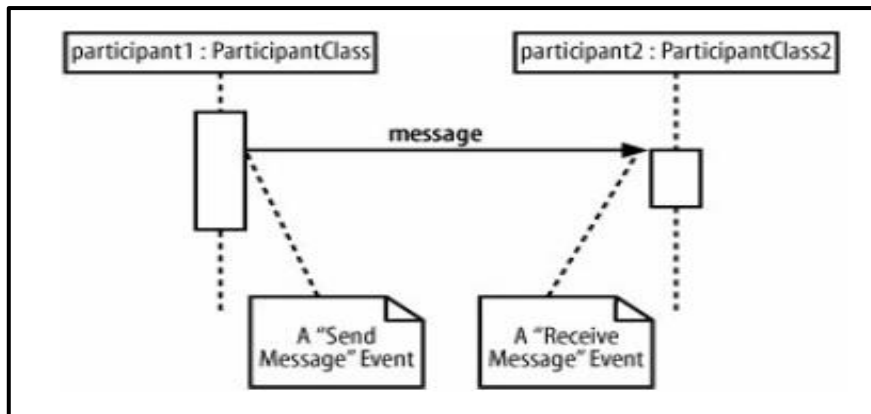 participant1 : ParticipantClass
participant2 : ParticipantClass2
message
A “Send
Message” Event
A “Receive
Message” Event